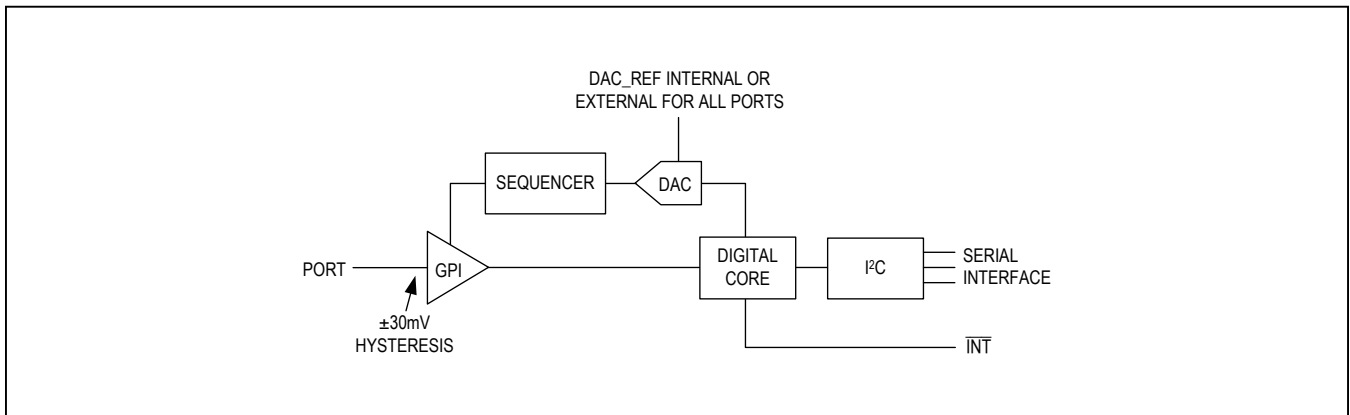 DAC_REF INTERNAL OR
EXTERNAL FOR ALL PORTS
SEQUENCER
DAC
PORT
GPI
DIGITAL
CORE
I²C
SERIAL
INTERFACE
±30mV
HYSTERESIS
INT